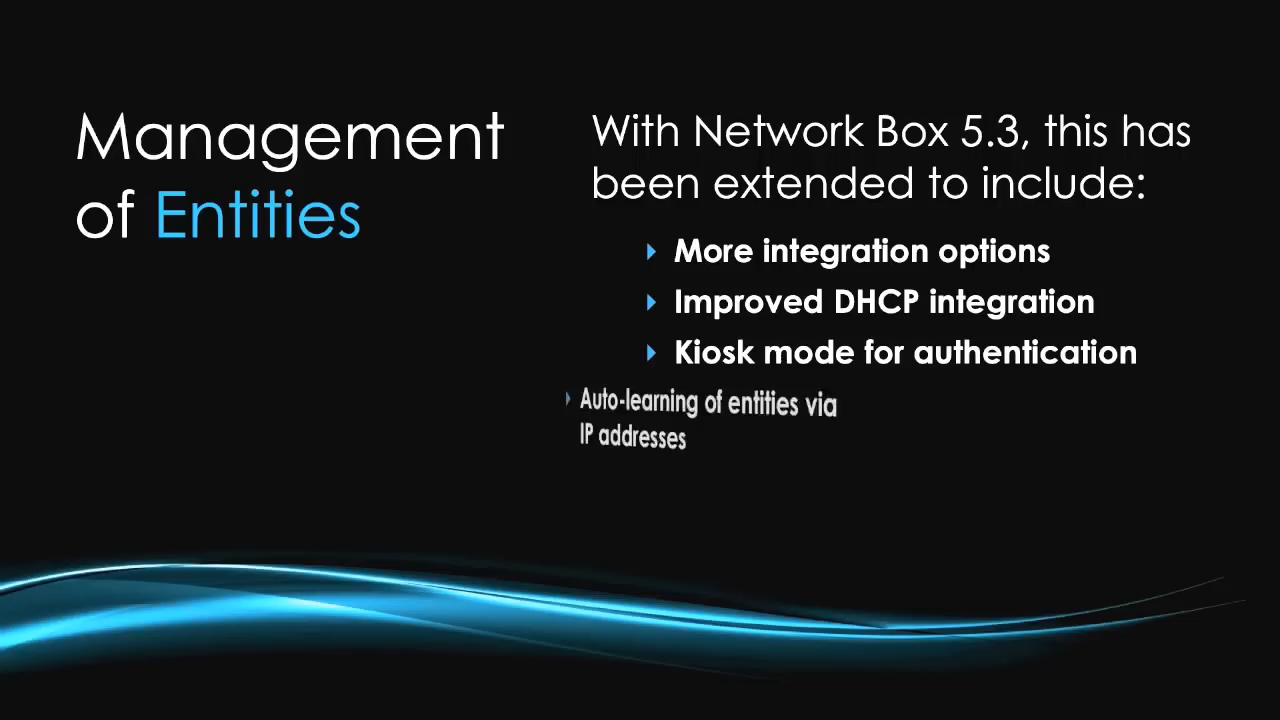 Management
of Entities
With Network Box 5.3, this has
been extended to include:
More integration options
Improved DHCP integration
Kiosk mode for authentication
Auto-learning of entities via
IP addresses